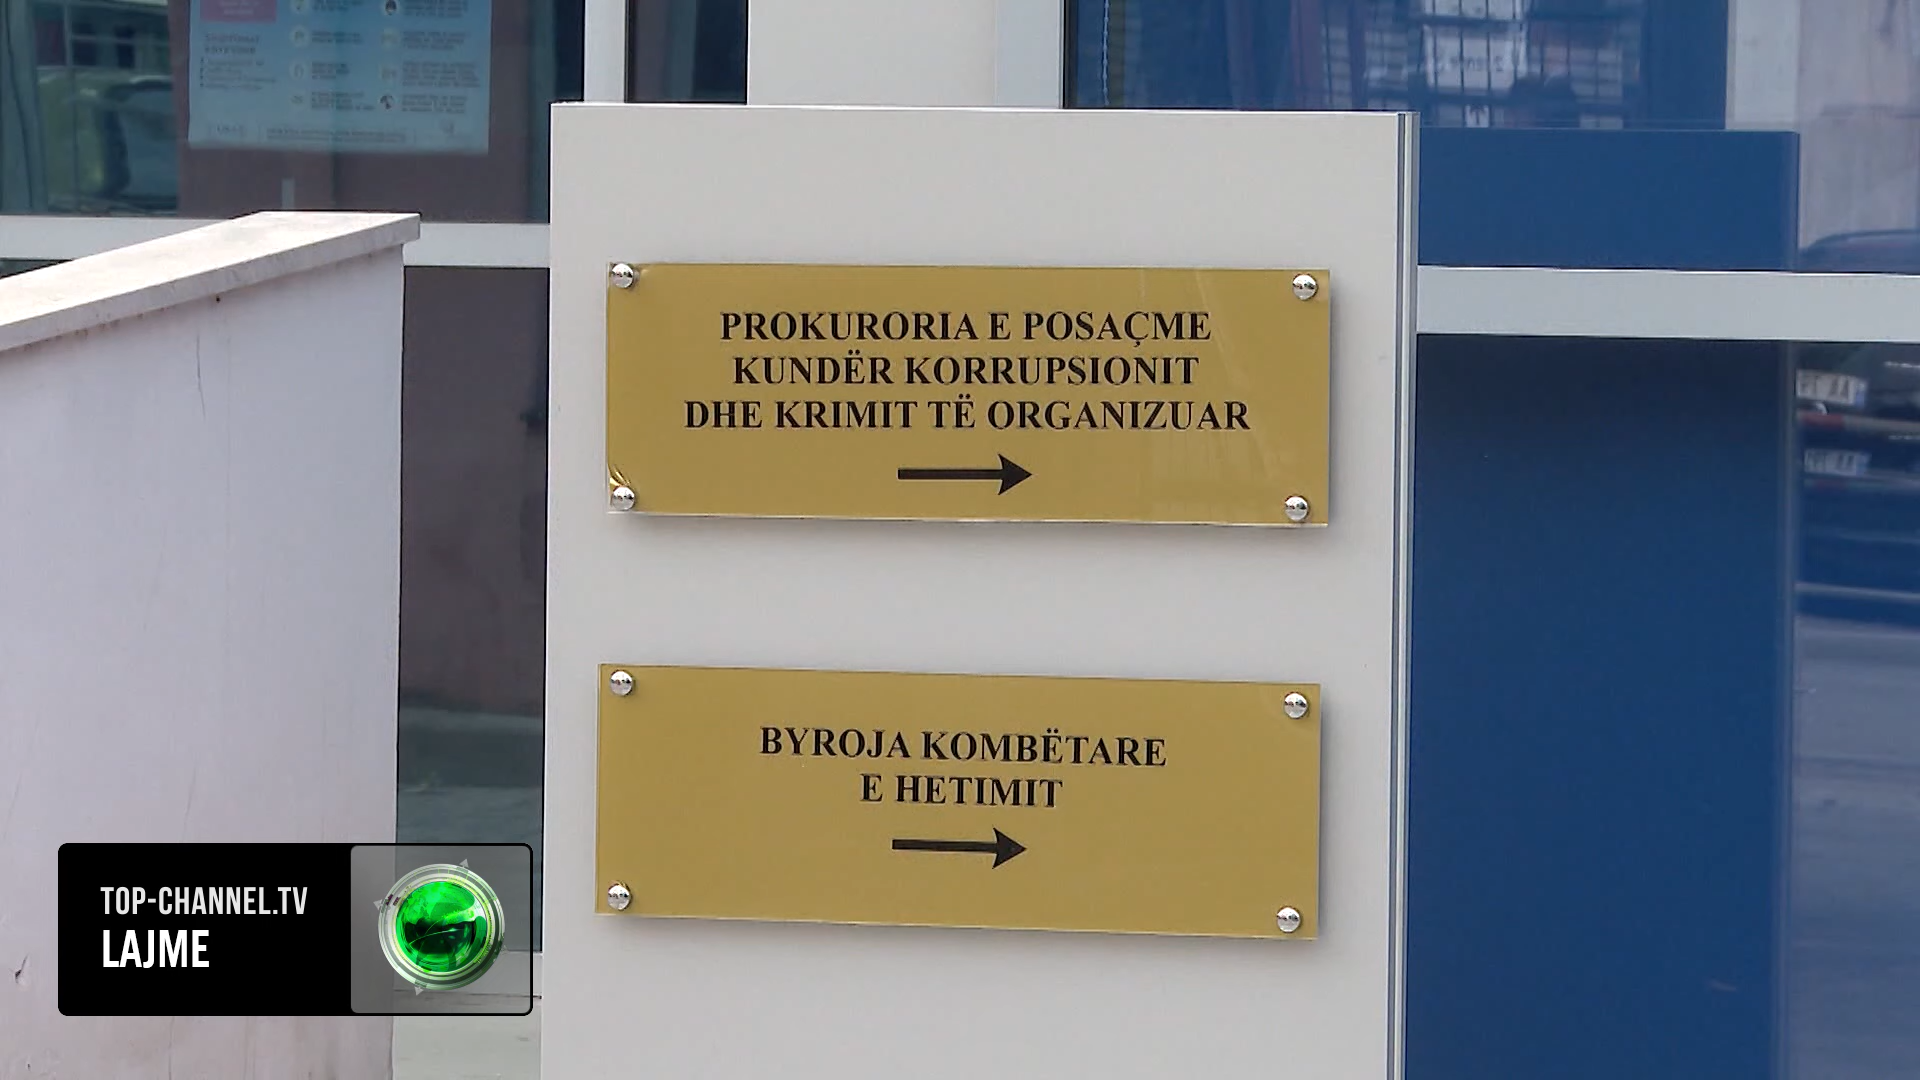 PROKURORIA E POSAÇME
KUNDËR KORRUPSIONIT
DHE KRIMIT TË ORGANIZUAR
BYROJA KOMBËTARE
E HETIMIT
TOP-CHANNEL.TV
LAJME